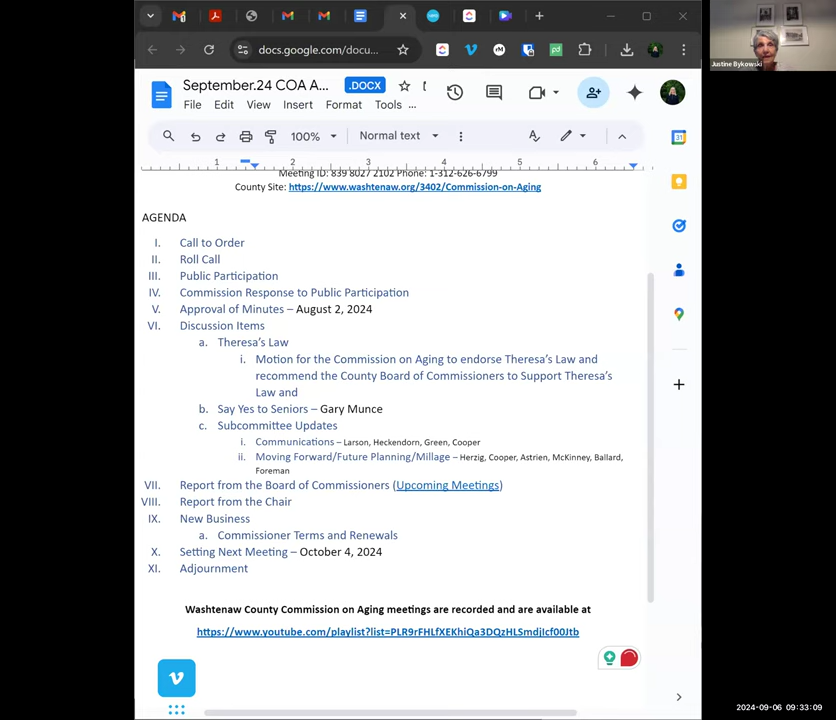 docs.google.com/docu...
September.24 COA A... .DOCX
File Edit View Insert Format Tools ...
100% Normal text
1 2 3 4 5 6
Meeting ID: 839 8027 2102 Phone: 1-312-626-6799
County Site: https://www.washtenaw.org/3402/Commission-on-Aging
AGENDA
I. Call to Order
II. Roll Call
III. Public Participation
IV. Commission Response to Public Participation
V. Approval of Minutes – August 2, 2024
VI. Discussion Items
a. Theresa's Law
i. Motion for the Commission on Aging to endorse Theresa's Law and
recommend the County Board of Commissioners to Support Theresa's
Law and
b. Say Yes to Seniors – Gary Munce
c. Subcommittee Updates
i. Communications – Larson, Heckendorn, Green, Cooper
ii. Moving Forward/Future Planning/Millage – Herzig, Cooper, Astrien, McKinney, Ballard,
Foreman
VII. Report from the Board of Commissioners (Upcoming Meetings)
VIII. Report from the Chair
IX. New Business
a. Commissioner Terms and Renewals
X. Setting Next Meeting – October 4, 2024
XI. Adjournment
Washtenaw County Commission on Aging meetings are recorded and are available at
https://www.youtube.com/playlist?list=PLR9rFHLfXEKhiQa3DQzHLSmdjIcf00Jtb
Justine Bykowski
2024-09-06 09:33:09